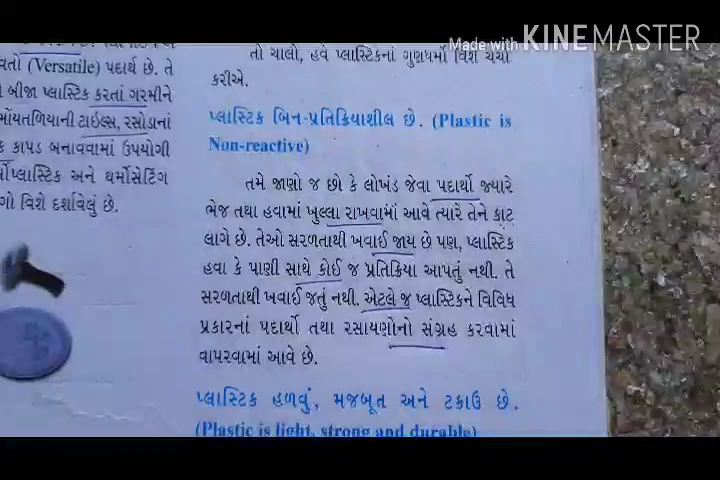 Made with KINEMASTER
વતો (Versatile) પદાર્થ છે. તે
બીજા પ્લાસ્ટિક કરતાં ગરમીને
ભોંયતળિયાની ટાઈલ્સ, રસોડાનાં
ક કાપડ બનાવવામાં ઉપયોગી
ર્મોપ્લાસ્ટિક અને થર્મોસેટિંગ
ગો વિશે દર્શાવેલું છે.
તો ચાલો, હવે પ્લાસ્ટિકનાં ગુણધર્મો વિશે ચર્ચા
કરીએ.
પ્લાસ્ટિક બિન-પ્રતિક્રિયાશીલ છે. (Plastic is
Non-reactive)
તમે જાણો જ છો કે લોખંડ જેવા પદાર્થો જ્યારે
ભેજ તથા હવામાં ખુલ્લા રાખવામાં આવે ત્યારે તેને કાટ
લાગે છે. તેઓ સરળતાથી ખવાઈ જાય છે પણ, પ્લાસ્ટિક
હવા કે પાણી સાથે કોઈ જ પ્રતિક્રિયા આપતું નથી. તે
સરળતાથી ખવાઈ જતું નથી. એટલે જ પ્લાસ્ટિકને વિવિધ
પ્રકારનાં પદાર્થો તથા રસાયણોનો સંગ્રહ કરવામાં
વાપરવામાં આવે છે.
પ્લાસ્ટિક હળવું, મજબૂત અને ટકાઉ છે.
(Plastic is light, strong and durable)